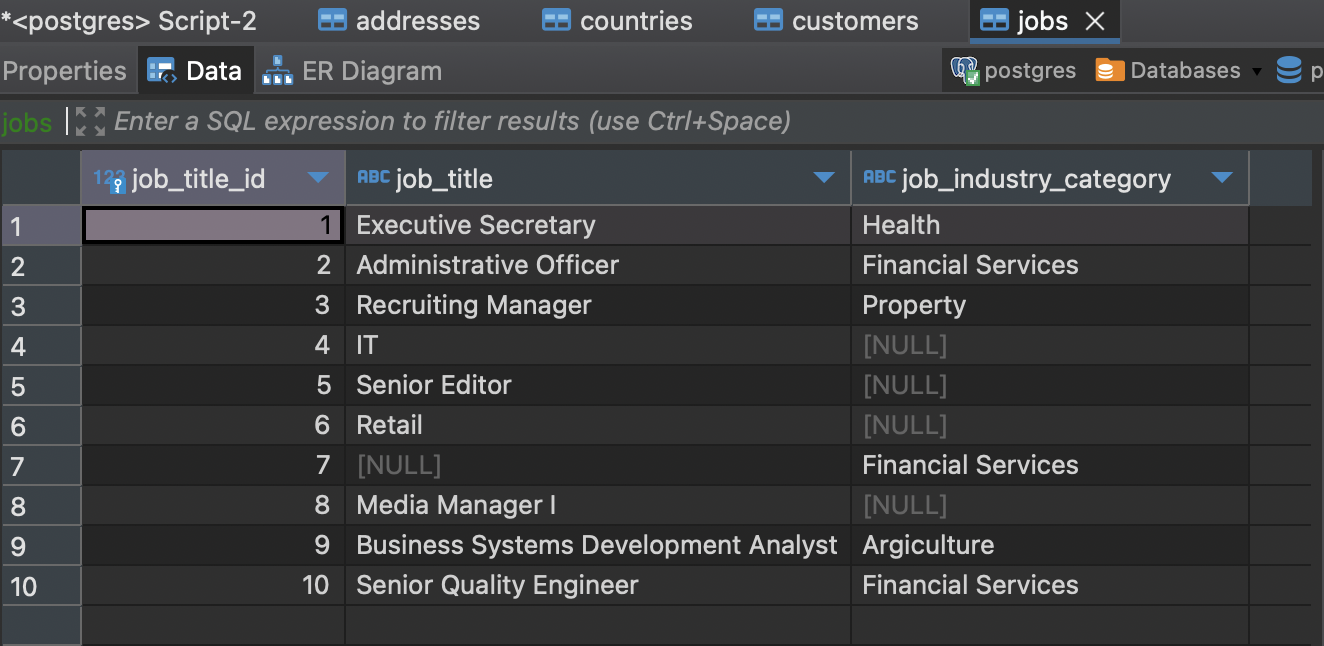 *<postgres> Script-2 addresses countries customers jobs
Properties Data ER Diagram postgres Databases p
jobs Enter a SQL expression to filter results (use Ctrl+Space)
123 job_title_id ABC job_title ABC job_industry_category
1 1 Executive Secretary Health
2 2 Administrative Officer Financial Services
3 3 Recruiting Manager Property
4 4 IT [NULL]
5 5 Senior Editor [NULL]
6 6 Retail [NULL]
7 7 [NULL] Financial Services
8 8 Media Manager I [NULL]
9 9 Business Systems Development Analyst Argiculture
10 10 Senior Quality Engineer Financial Services